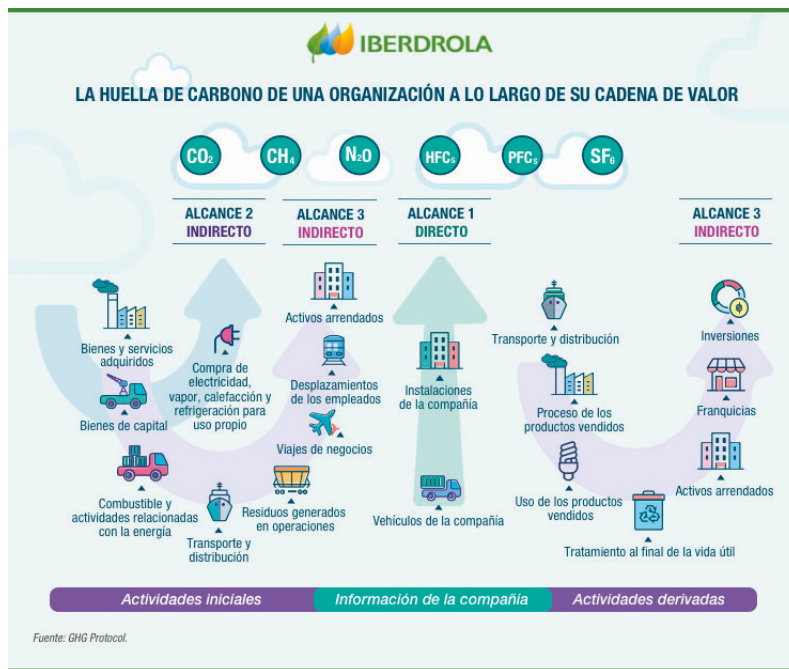 IBERDROLA
LA HUELLA DE CARBONO DE UNA ORGANIZACIÓN A LO LARGO DE SU CADENA DE VALOR
CO₂
CH₄
N₂O
HFCs
PFCs
SF₆
ALCANCE 2
INDIRECTO
ALCANCE 3
INDIRECTO
ALCANCE 1
DIRECTO
ALCANCE 3
INDIRECTO
Bienes y servicios
adquiridos
Bienes de capital
Combustible y
actividades relacionadas
con la energía
Compra de
electricidad,
vapor, calefacción y
refrigeración para
uso propio
Transporte y
distribución
Activos arrendados
Desplazamientos
de los empleados
Viajes de negocios
Residuos generados
en operaciones
Instalaciones
de la compañía
Vehículos de la compañía
Transporte y distribución
Proceso de los
productos vendidos
Uso de los productos
vendidos
Tratamiento al final de la vida útil
Inversiones
Franquicias
Activos arrendados
Actividades iniciales
Información de la compañía
Actividades derivadas
Fuente: GHG Protocol.